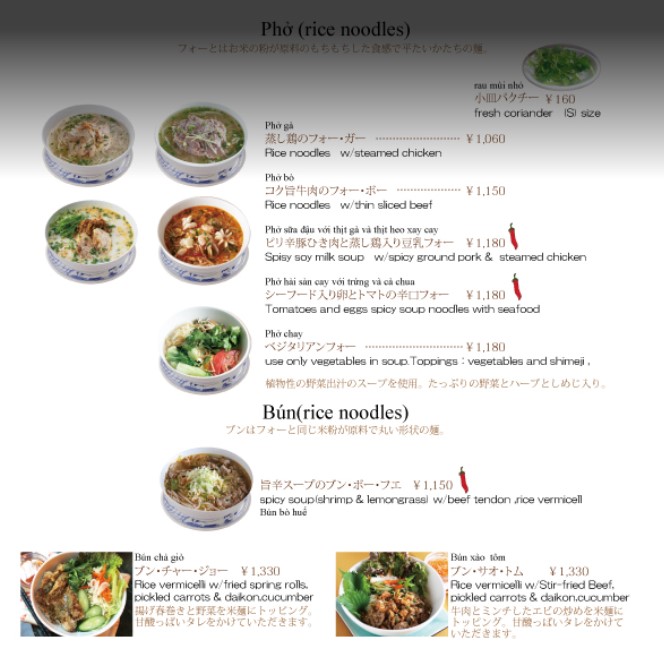 Phở (rice noodles)
フォーとはお米の粉が原料のもちもちした食感で平たいかたちの麺。
rau mùi nhỏ
小皿パクチー ￥160
fresh coriander (S) size
Phở gà
蒸し鶏のフォー・ガー ￥1,060
Rice noodles w/steamed chicken
Phở bò
コク旨牛肉のフォー・ボー ￥1,150
Rice noodles w/thin sliced beef
Phở sữa đậu với thịt gà và thịt heo xay cay
ピリ辛豚ひき肉と蒸し鶏入り豆乳フォー ￥1,180
Spisy soy milk soup w/spicy ground pork & steamed chicken
Phở hải sản cay với trứng và cà chua
シーフード入り卵とトマトの辛口フォー ￥1,180
Tomatoes and eggs spicy soup noodles with seafood
Phở chay
ベジタリアンフォー ￥1,180
use only vegetables in soup.Toppings : vegetables and shimeji ,
植物性の野菜出汁のスープを使用。たっぷりの野菜とハーブとしめじ入り。
Bún(rice noodles)
ブンはフォーと同じ米粉が原料で丸い形状の麺。
旨辛スープのブン・ボー・フエ ￥1,150
spicy soup(shrimp & lemongrass) w/beef tendon ,rice vermicell
Bún bò huế
Bún chả giò
ブン・チャー・ジョー ￥1,330
Rice vermicelli w/fried spring rolls,
pickled carrots & daikon,cucumber
揚げ春巻きと野菜を米麺にトッピング。
甘酸っぱいタレをかけていただきます。
Bún xào tôm
ブン・サオ・トム ￥1,330
Rice vermicelli w/Stir-fried Beef,
pickled carrots & daikon,cucumber
牛肉とミンチしたエビの炒めを米麺に
トッピング。甘酸っぱいタレをかけて
いただきます。